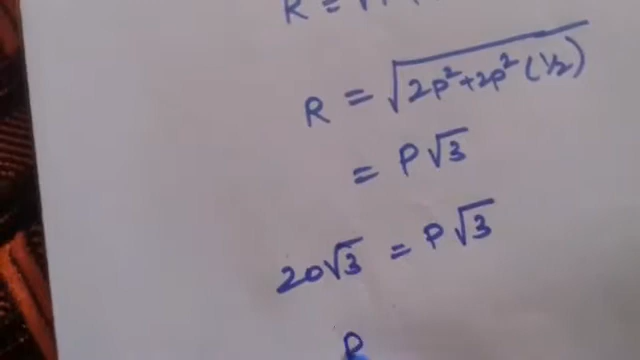 R = √
R = √2P²+2P² (1/2)
= P√3
20√3 = P√3
P